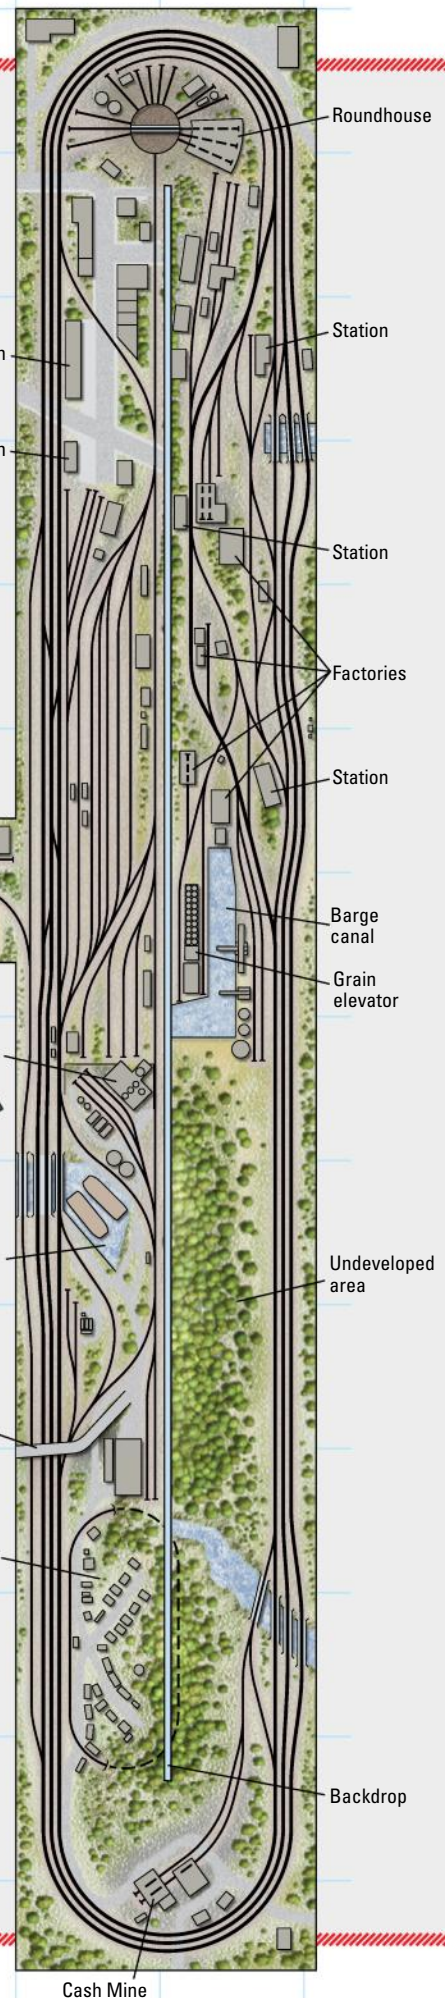 Roundhouse
Station
Station
Factories
Station
Barge
canal
Grain
elevator
Undeveloped
area
Backdrop
Cash Mine